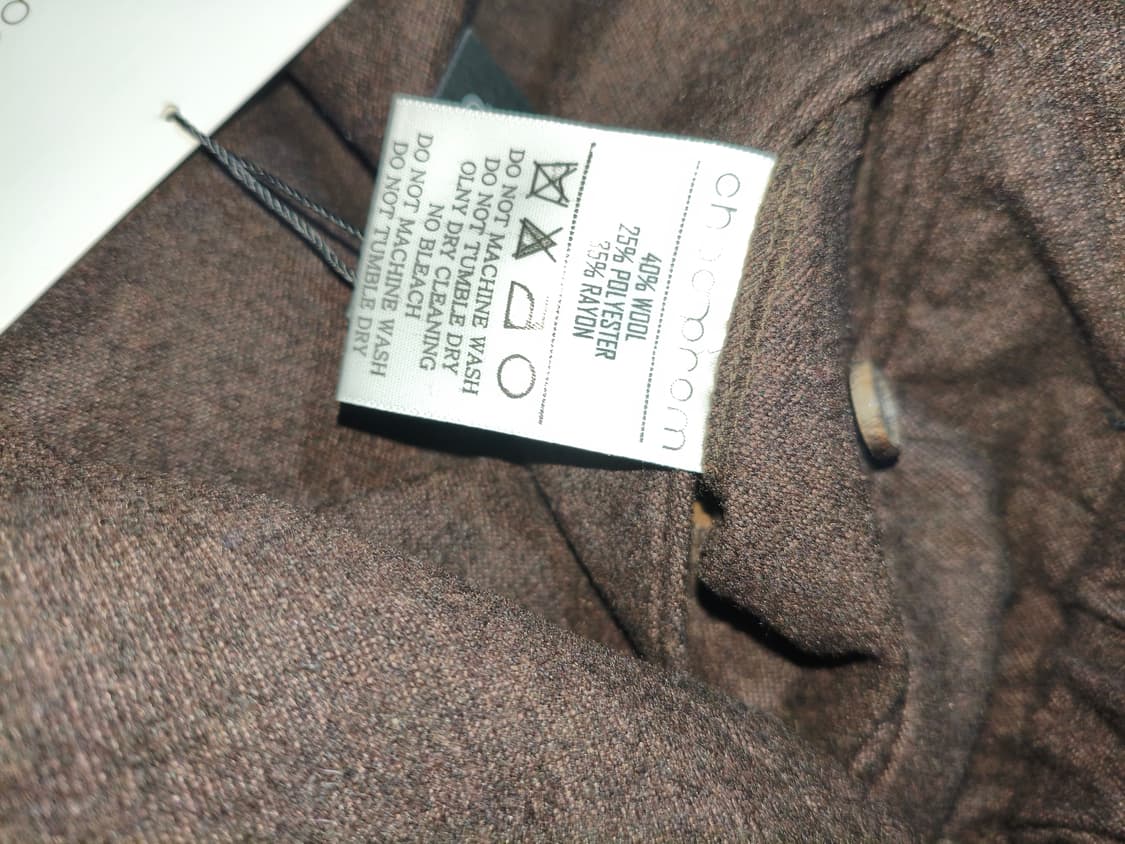 40% WOOL
25% POLYESTER
35% RAYON
DO NOT MACHINE WASH
DO NOT TUMBLE DRY
OLNY DRY CLEANING
NO BLEACH
DO NOT MACHINE WASH
DO NOT TUMBLE DRY